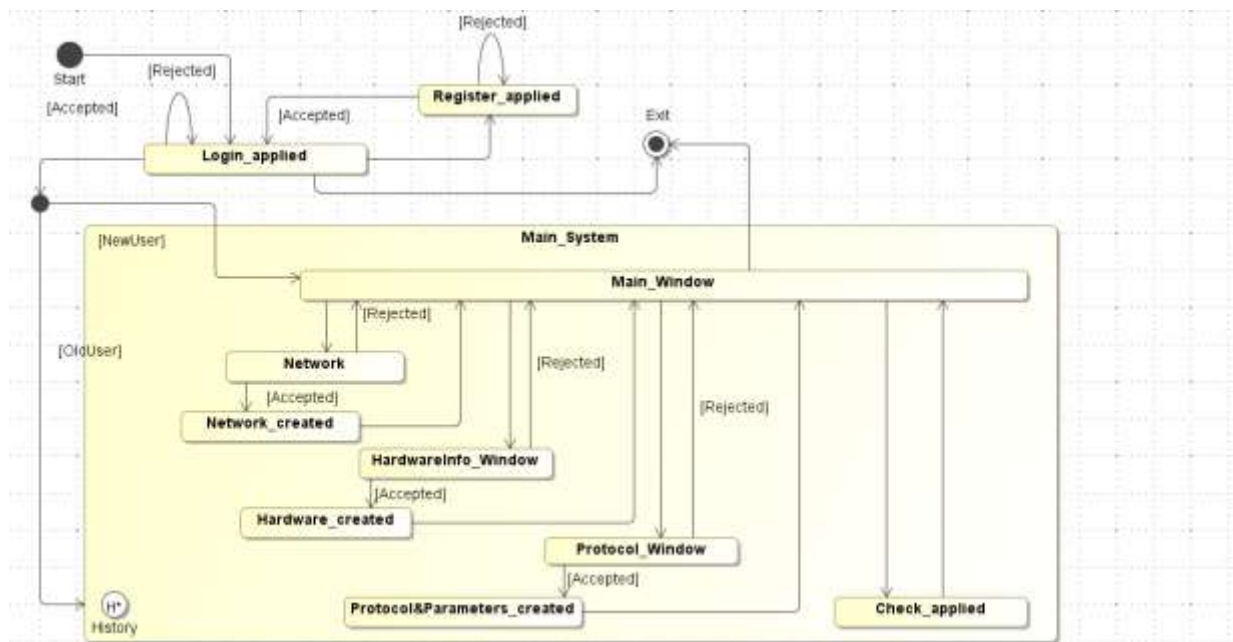 [Rejected]
Start
[Rejected]
[Accepted]
Register_applied
[Accepted]
Exit
Login_applied
[NewUser]
Main_System
Main_Window
[Rejected]
[OldUser]
Network
[Rejected]
[Accepted]
[Rejected]
Network_created
HardwareInfo_Window
[Accepted]
Hardware_created
Protocol_Window
[Accepted]
H*
Protocol&Parameters_created
Check_applied
History